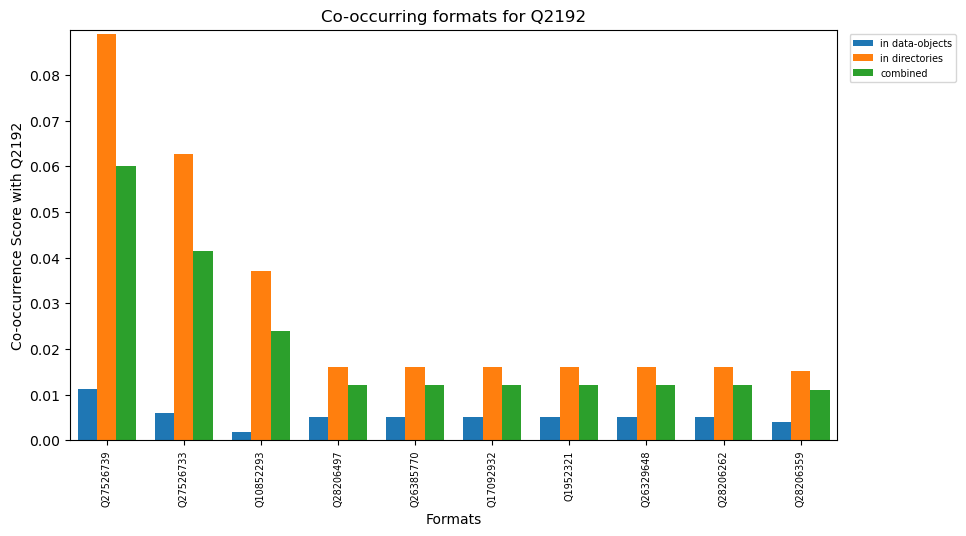 Co-occurring formats for Q2192
in data-objects
in directories
combined
Co-occurrence Score with Q2192
0.08
0.07
0.06
0.05
0.04
0.03
0.02
0.01
0.00
Q27526739
Q27526733
Q10852293
Q28206497
Q26385770
Q17092932
Q1952321
Q26329648
Q28206262
Q28206359
Formats